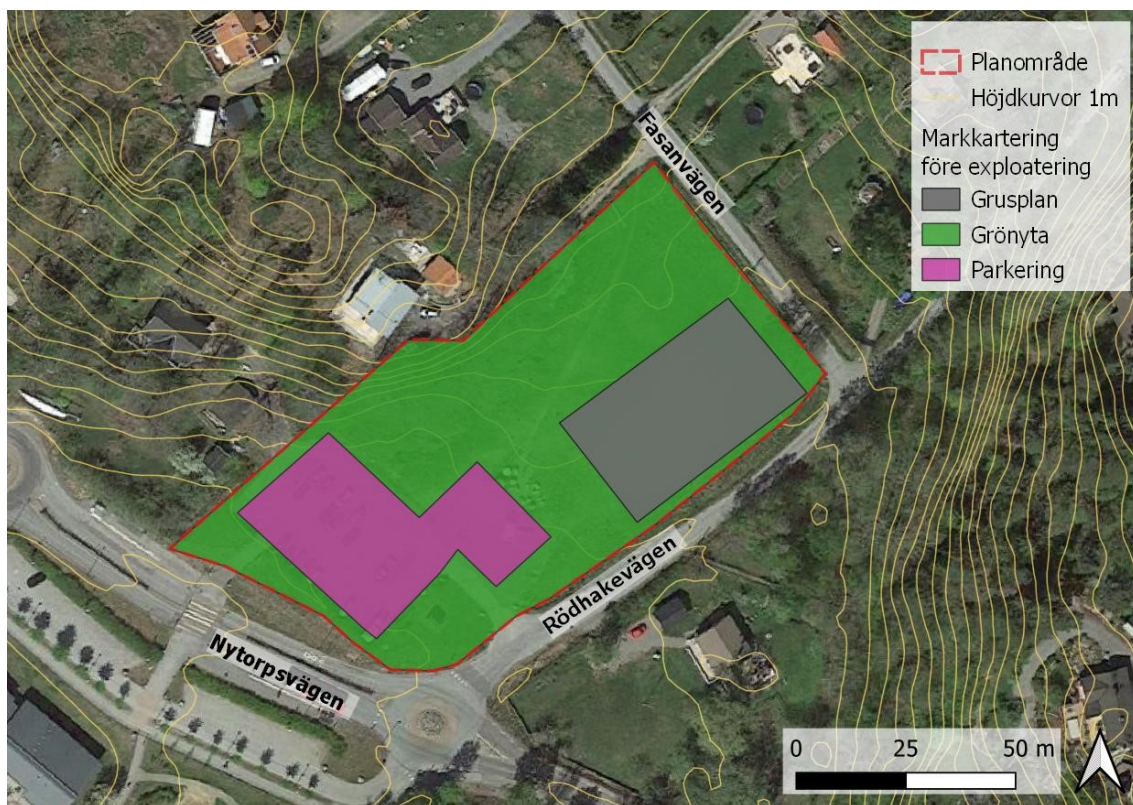 Planområde
Höjdkurvor 1m
Markkartering
före exploatering
Grusplan
Grönyta
Parkering
Fasanvägen
Rödhakevägen
Nytorpsvägen
0 25 50 m